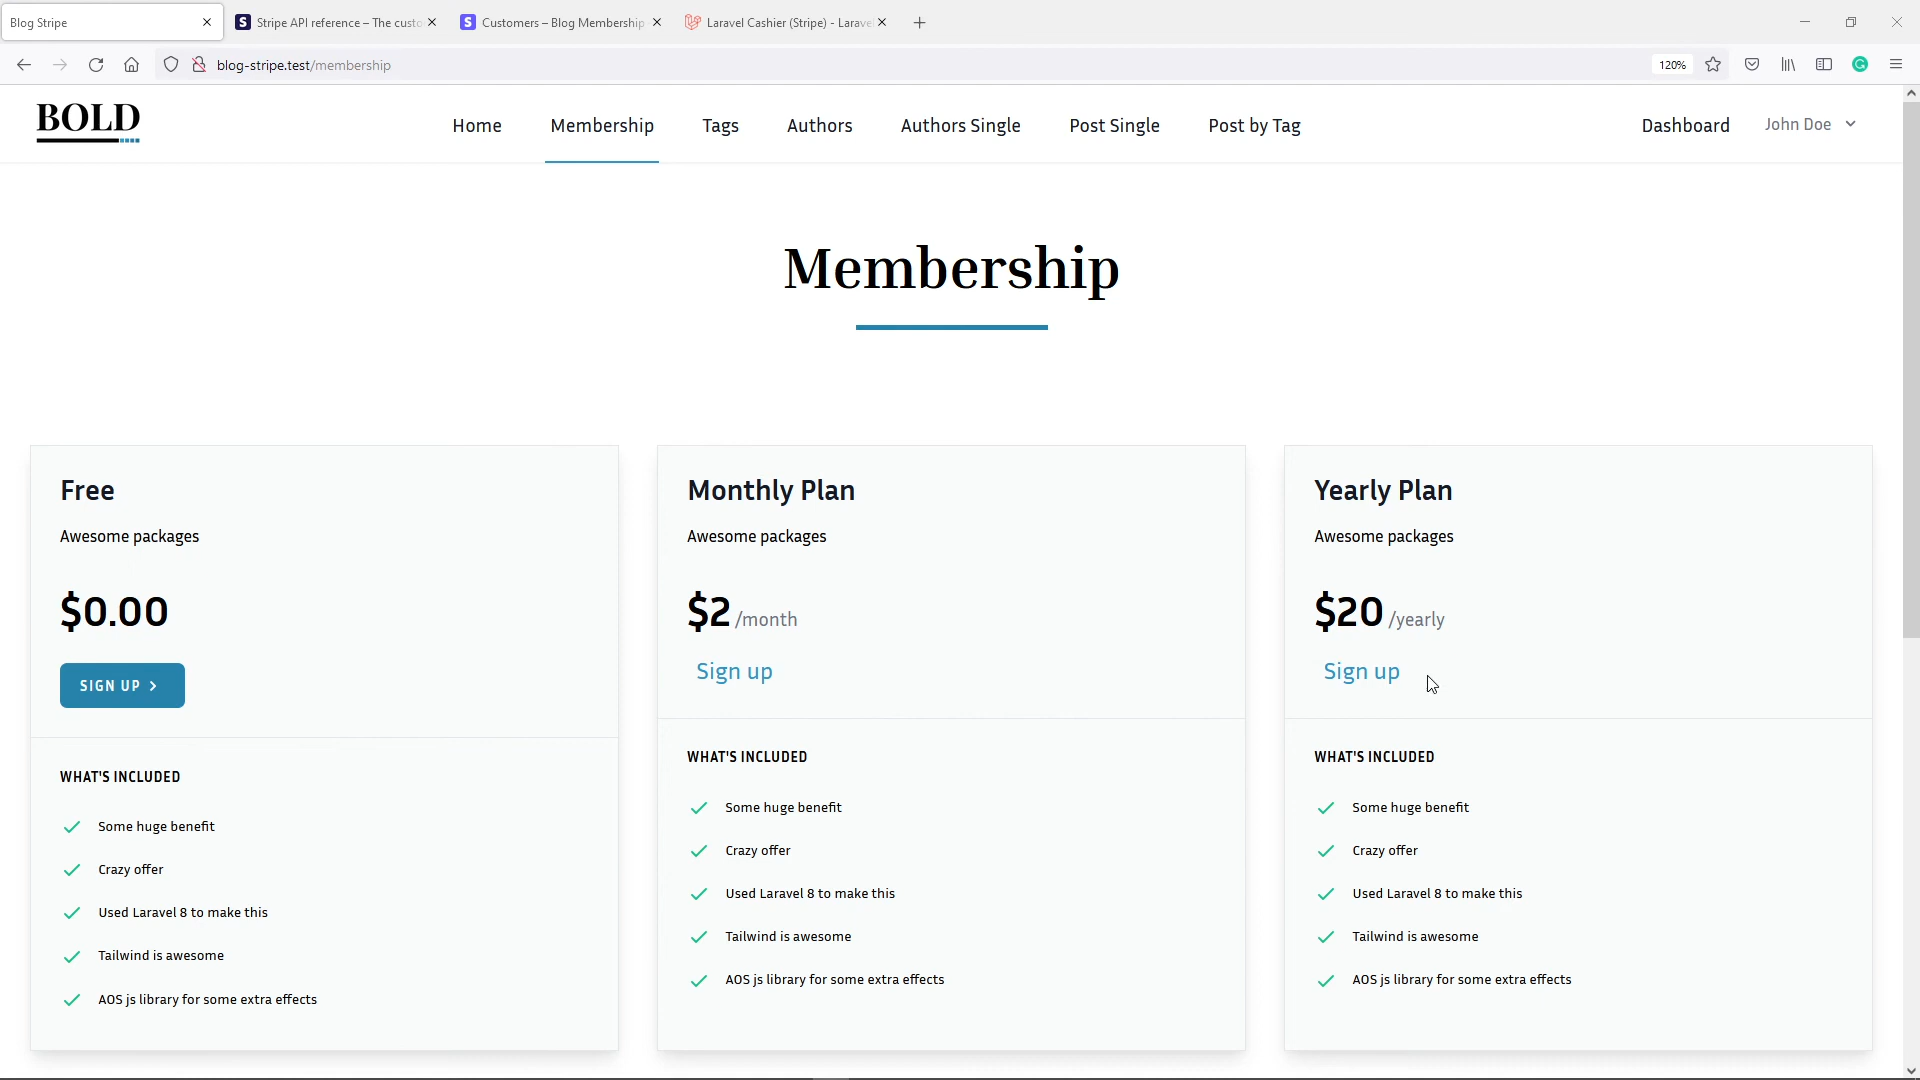 Blog Stripe
Stripe API reference – The custo
Customers – Blog Membership
Laravel Cashier (Stripe) - Larave
blog-stripe.test/membership
120%
BOLD
Home
Membership
Tags
Authors
Authors Single
Post Single
Post by Tag
Dashboard
John Doe
Membership
Free
Awesome packages
$0.00
SIGN UP
WHAT'S INCLUDED
Some huge benefit
Crazy offer
Used Laravel 8 to make this
Tailwind is awesome
AOS js library for some extra effects
Monthly Plan
Awesome packages
$2 /month
Sign up
WHAT'S INCLUDED
Some huge benefit
Crazy offer
Used Laravel 8 to make this
Tailwind is awesome
AOS js library for some extra effects
Yearly Plan
Awesome packages
$20 /yearly
Sign up
WHAT'S INCLUDED
Some huge benefit
Crazy offer
Used Laravel 8 to make this
Tailwind is awesome
AOS js library for some extra effects